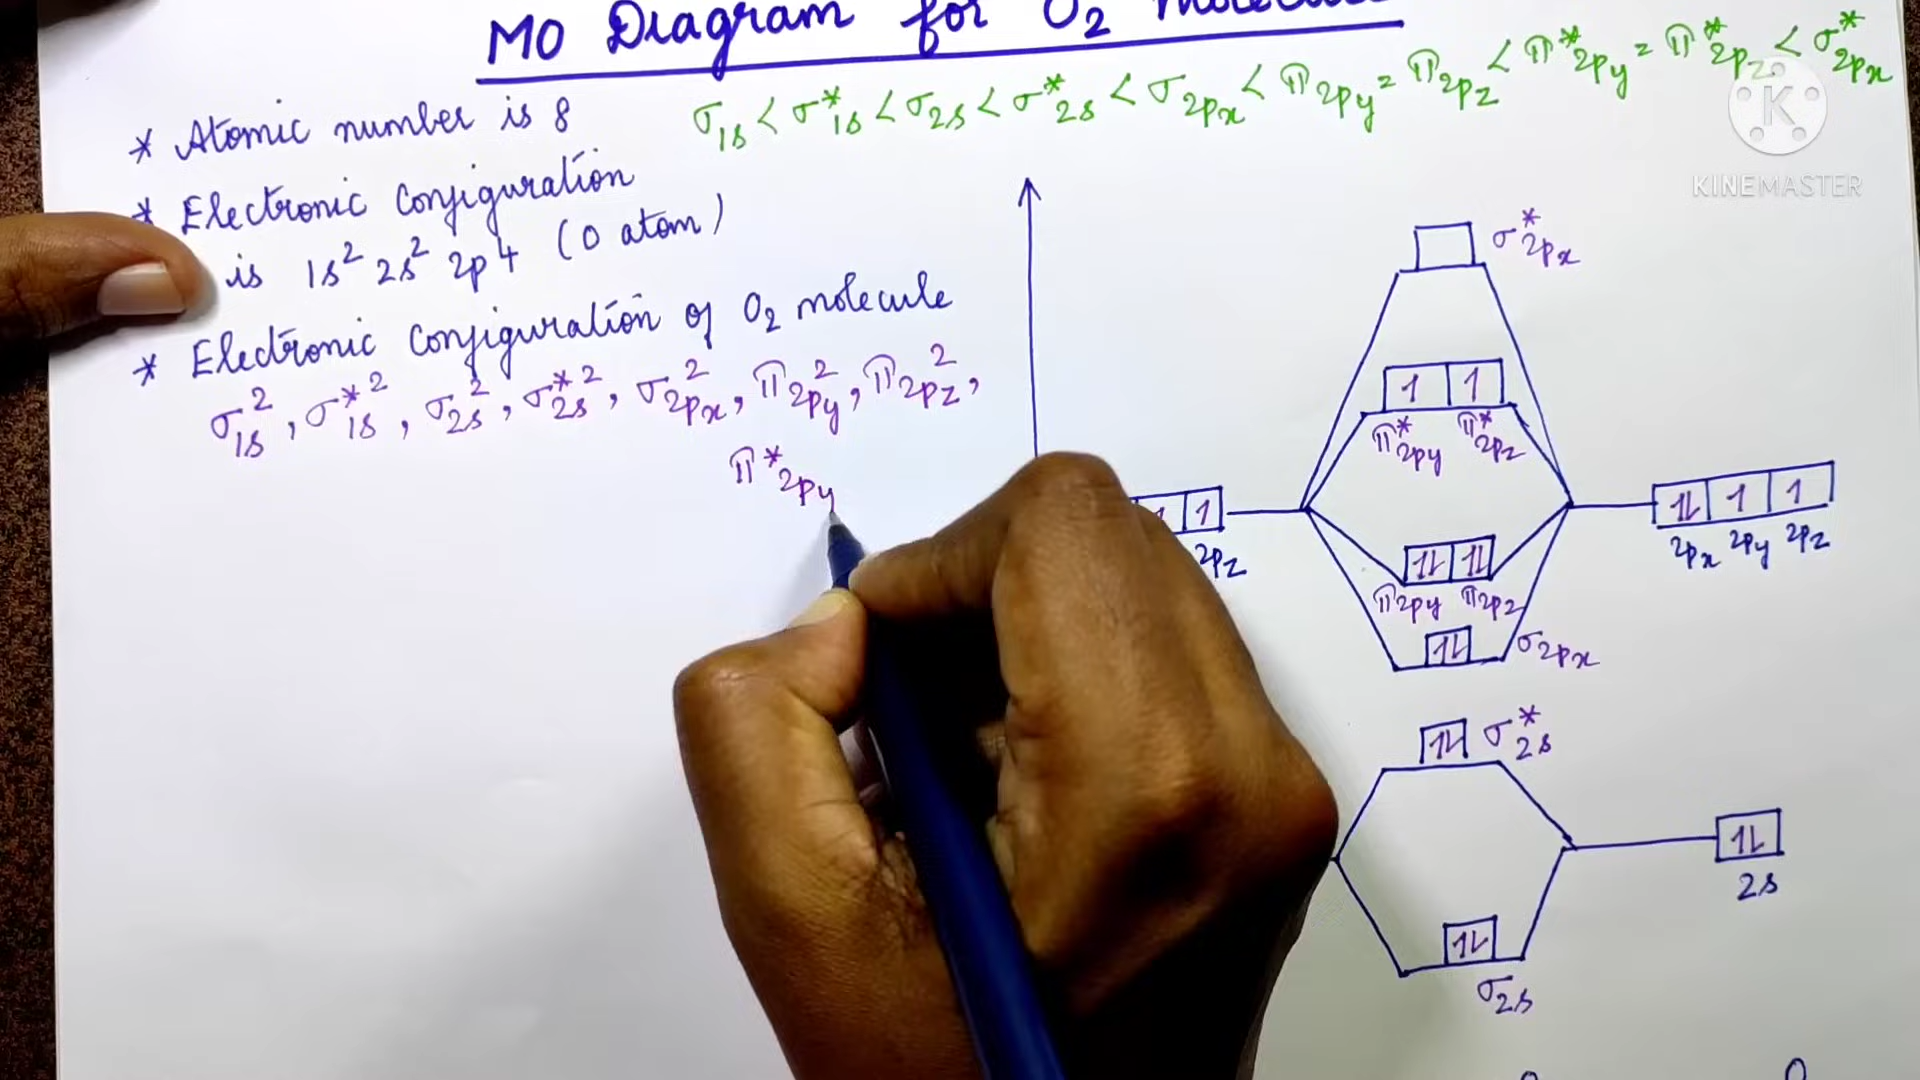 MO Diagram for O₂ Molecule
σ1s < σ*1s < σ2s < σ*2s < σ2px < π2py = π2pz < π*2py = π*2pz < σ*2px
* Atomic number is 8
* Electronic Configuration
is 1s² 2s² 2p⁴ (O atom)
* Electronic Configuration of O₂ molecule
σ1s², σ*1s², σ2s², σ*2s², σ2px², π2py², π2pz²,
π*2py
K
KINEMASTER
σ*2px
1 1
π*2py π*2pz
1 1
2pz
1L 1 1
2px 2py 2pz
1L 1L
π2py π2pz
1L σ2px
1L σ*2s
1L
2s
1L
σ2s